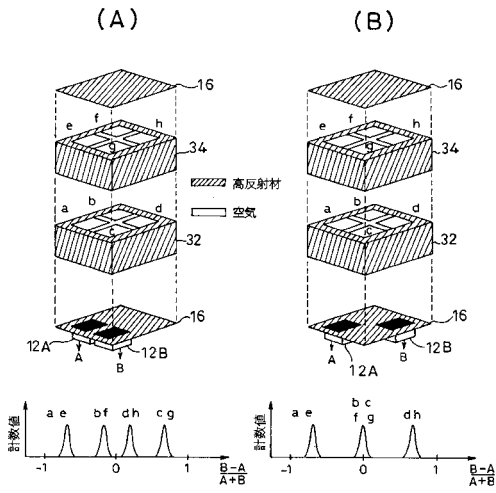 (A)
(B)
16
16
e f h g
34
e f h g
34
高反射材
空気
a b d c
32
a b d c
32
16
16
12A
12B
A
B
12A
12B
A
B
計数値
a e
b f
d h
c g
-1
0
1
B-A
A+B
計数値
a e
b c
f g
d h
-1
0
1
B-A
A+B